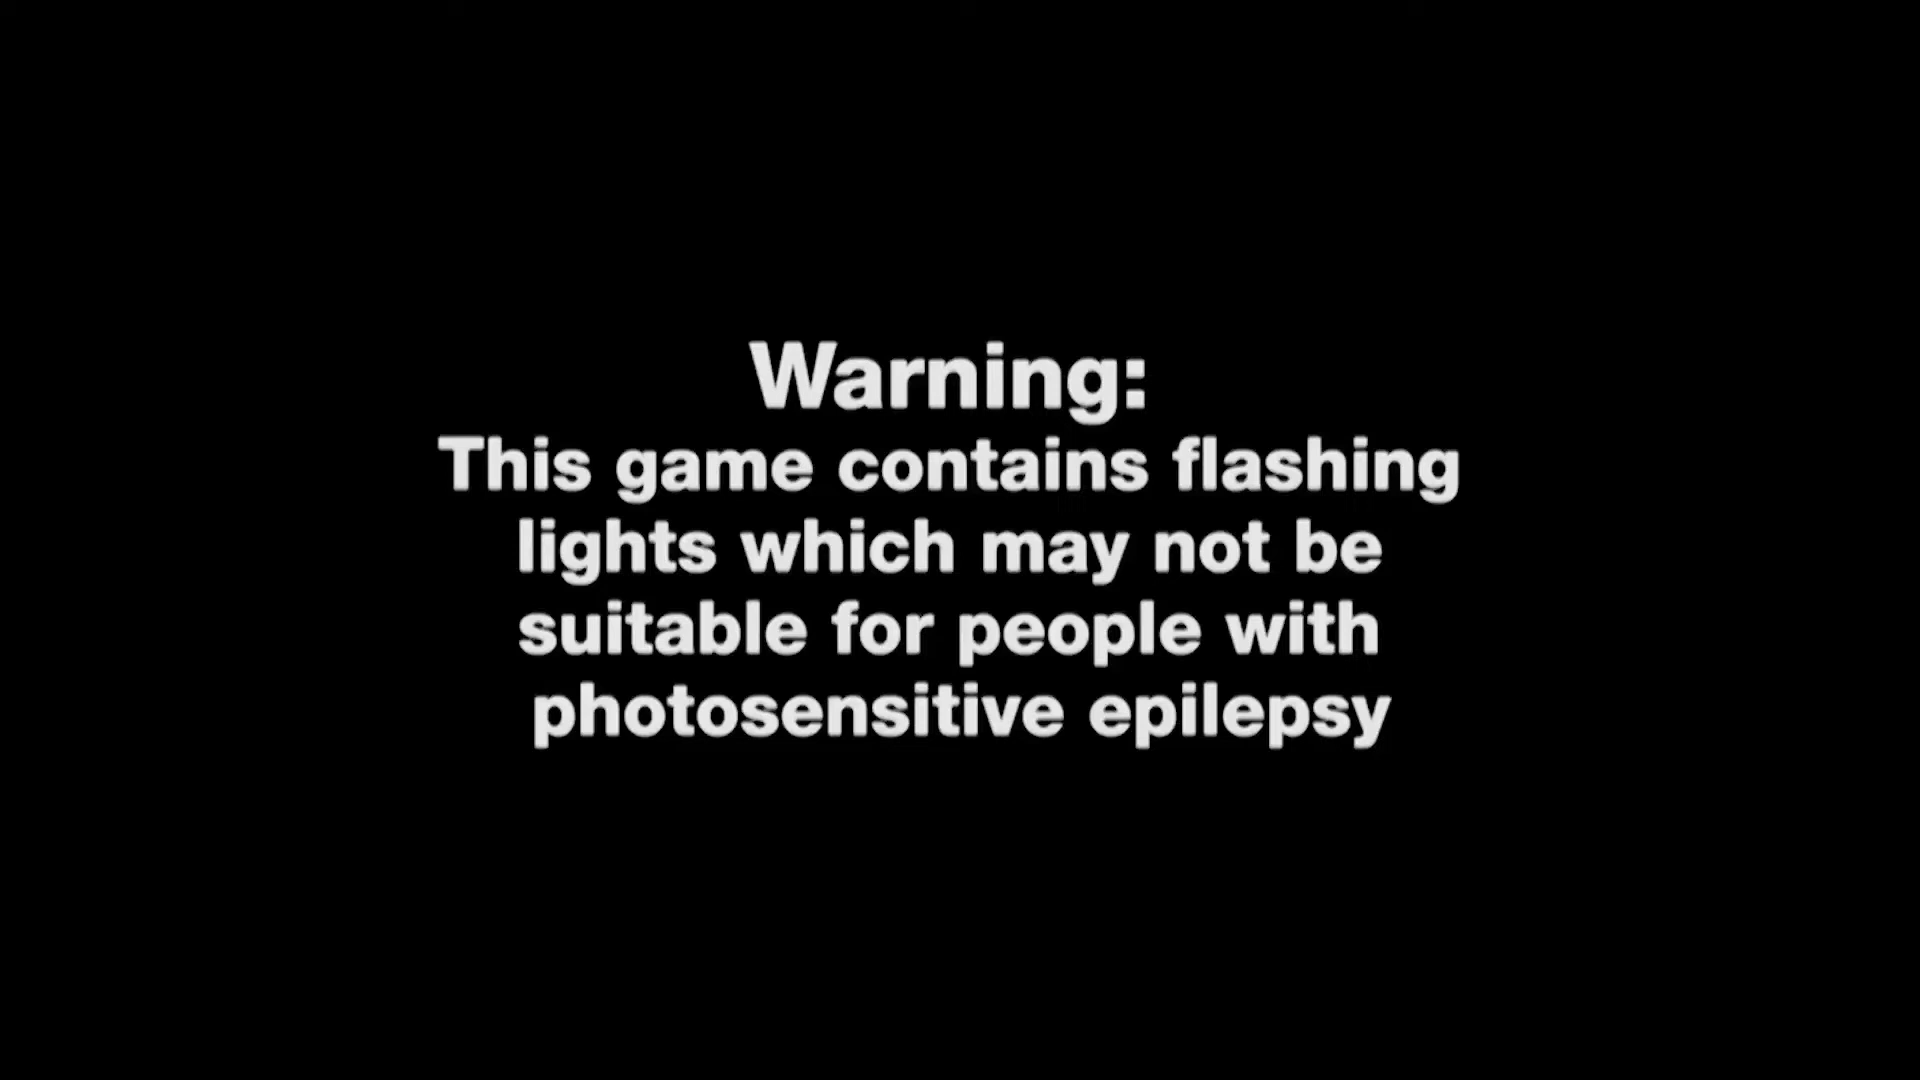 Warning:
This game contains flashing
lights which may not be
suitable for people with
photosensitive epilepsy